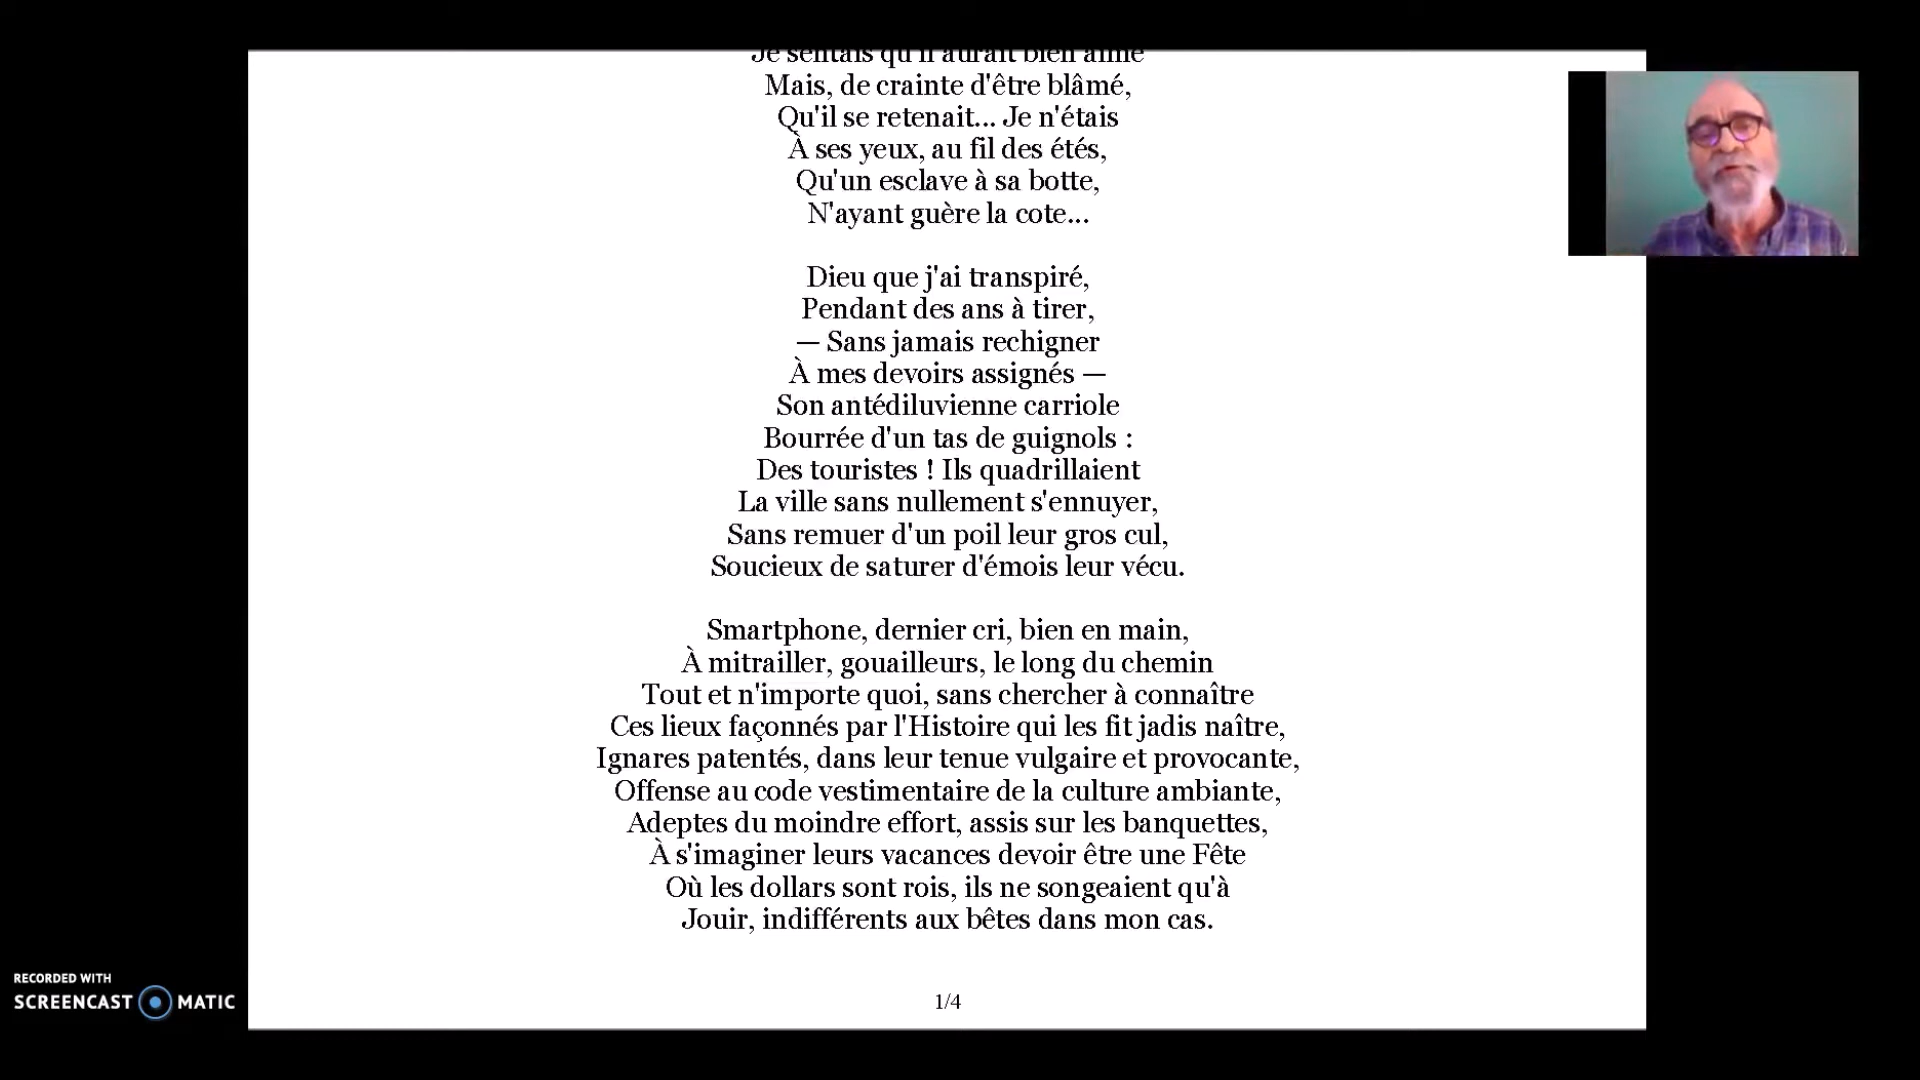 Je sentais qu'il aurait bien aimé
Mais, de crainte d'être blâmé,
Qu'il se retenait... Je n'étais
À ses yeux, au fil des étés,
Qu'un esclave à sa botte,
N'ayant guère la cote...
Dieu que j'ai transpiré,
Pendant des ans à tirer,
— Sans jamais rechigner
À mes devoirs assignés —
Son antédiluvienne carriole
Bourrée d'un tas de guignols :
Des touristes ! Ils quadrillaient
La ville sans nullement s'ennuyer,
Sans remuer d'un poil leur gros cul,
Soucieux de saturer d'émois leur vécu.
Smartphone, dernier cri, bien en main,
À mitrailler, gouailleurs, le long du chemin
Tout et n'importe quoi, sans chercher à connaître
Ces lieux façonnés par l'Histoire qui les fit jadis naître,
Ignares patentés, dans leur tenue vulgaire et provocante,
Offense au code vestimentaire de la culture ambiante,
Adeptes du moindre effort, assis sur les banquettes,
À s'imaginer leurs vacances devoir être une Fête
Où les dollars sont rois, ils ne songeaient qu'à
Jouir, indifférents aux bêtes dans mon cas.
1/4
RECORDED WITH
SCREENCAST MATIC